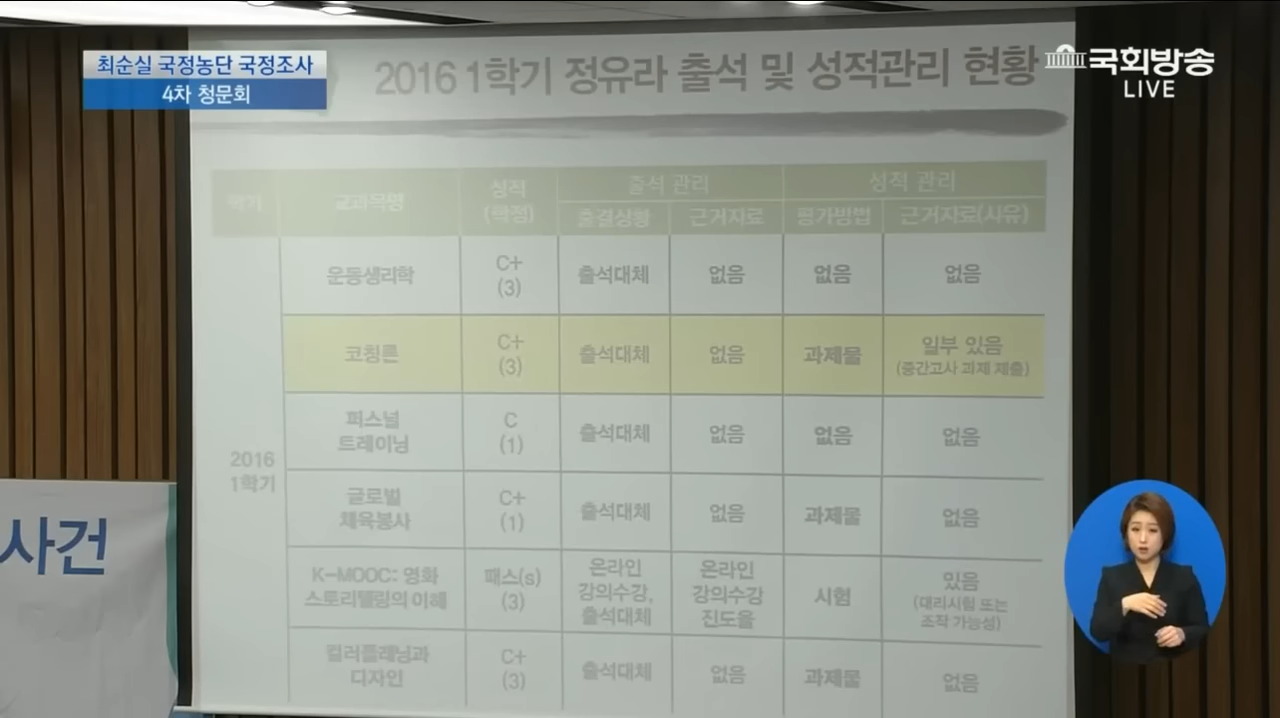 최순실 국정농단 국정조사
4차 청문회
국회방송
LIVE
2016 1학기 정유라 출석 및 성적관리 현황
학기 교과목명 성적 (학점) 출석 관리 성적 관리
출결상황 근거자료 평가방법 근거자료(사유)
2016
1학기
운동생리학 C+ (3) 출석대체 없음 없음 없음
코칭론 C+ (3) 출석대체 없음 과제물 일부 있음 (중간고사 과제 제출)
퍼스널 트레이닝 C (1) 출석대체 없음 없음 없음
글로벌 체육봉사 C+ (1) 출석대체 없음 과제물 없음
K-MOOC: 영화 스토리텔링의 이해 패스(s) (3) 온라인 강의수강, 출석대체 온라인 강의수강 진도율 시험 있음 (대리시험 또는 조작 가능성)
컬러플래닝과 디자인 C+ (3) 출석대체 없음 과제물 없음
사건